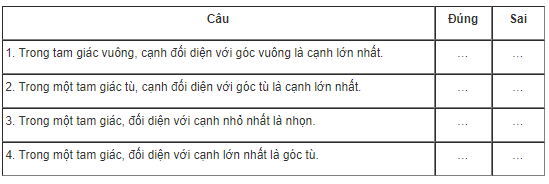 Câu Đúng Sai
1. Trong tam giác vuông, cạnh đối diện với góc vuông là cạnh lớn nhất. ... ...
2. Trong một tam giác tù, cạnh đối diện với góc tù là cạnh lớn nhất. ... ...
3. Trong một tam giác, đối diện với cạnh nhỏ nhất là nhọn. ... ...
4. Trong một tam giác, đối diện với cạnh lớn nhất là góc tù. ... ...